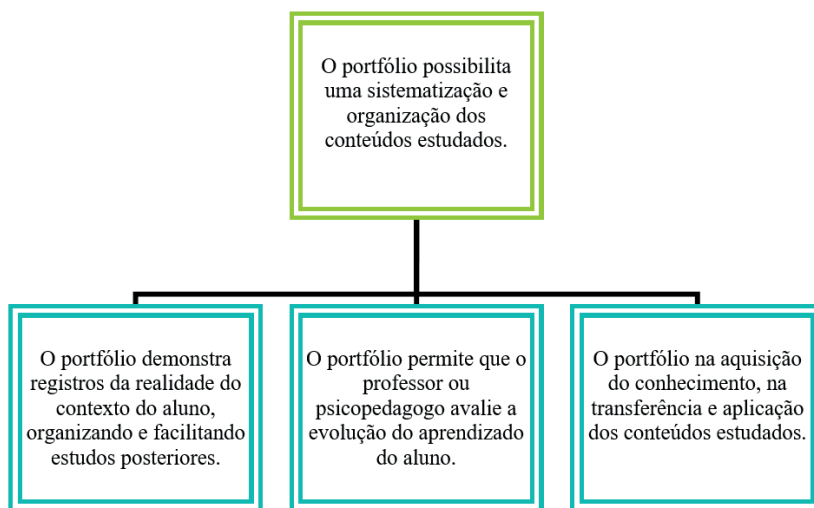 O portfólio possibilita
uma sistematização e
organização dos
conteúdos estudados.
O portfólio demonstra
registros da realidade do
contexto do aluno,
organizando e facilitando
estudos posteriores.
O portfólio permite que o
professor ou
psicopedagogo avalie a
evolução do aprendizado
do aluno.
O portfólio na aquisição
do conhecimento, na
transferência e aplicação
dos conteúdos estudados.